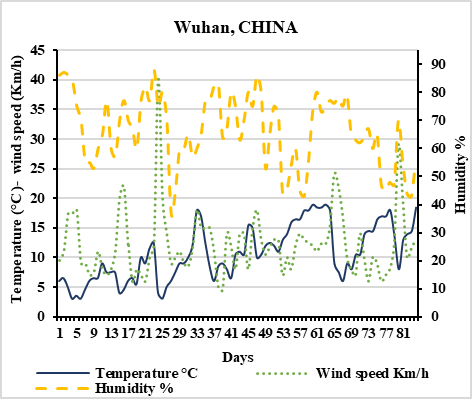 Wuhan, CHINA
Temperature (°C) – wind speed (Km/h)
45
40
35
30
25
20
15
10
5
0
90
80
70
60
50
40
30
20
10
0
Humidity %
1 5 9 13 17 21 25 29 33 37 41 45 49 53 57 61 65 69 73 77 81
Days
Temperature °C
Wind speed Km/h
Humidity %